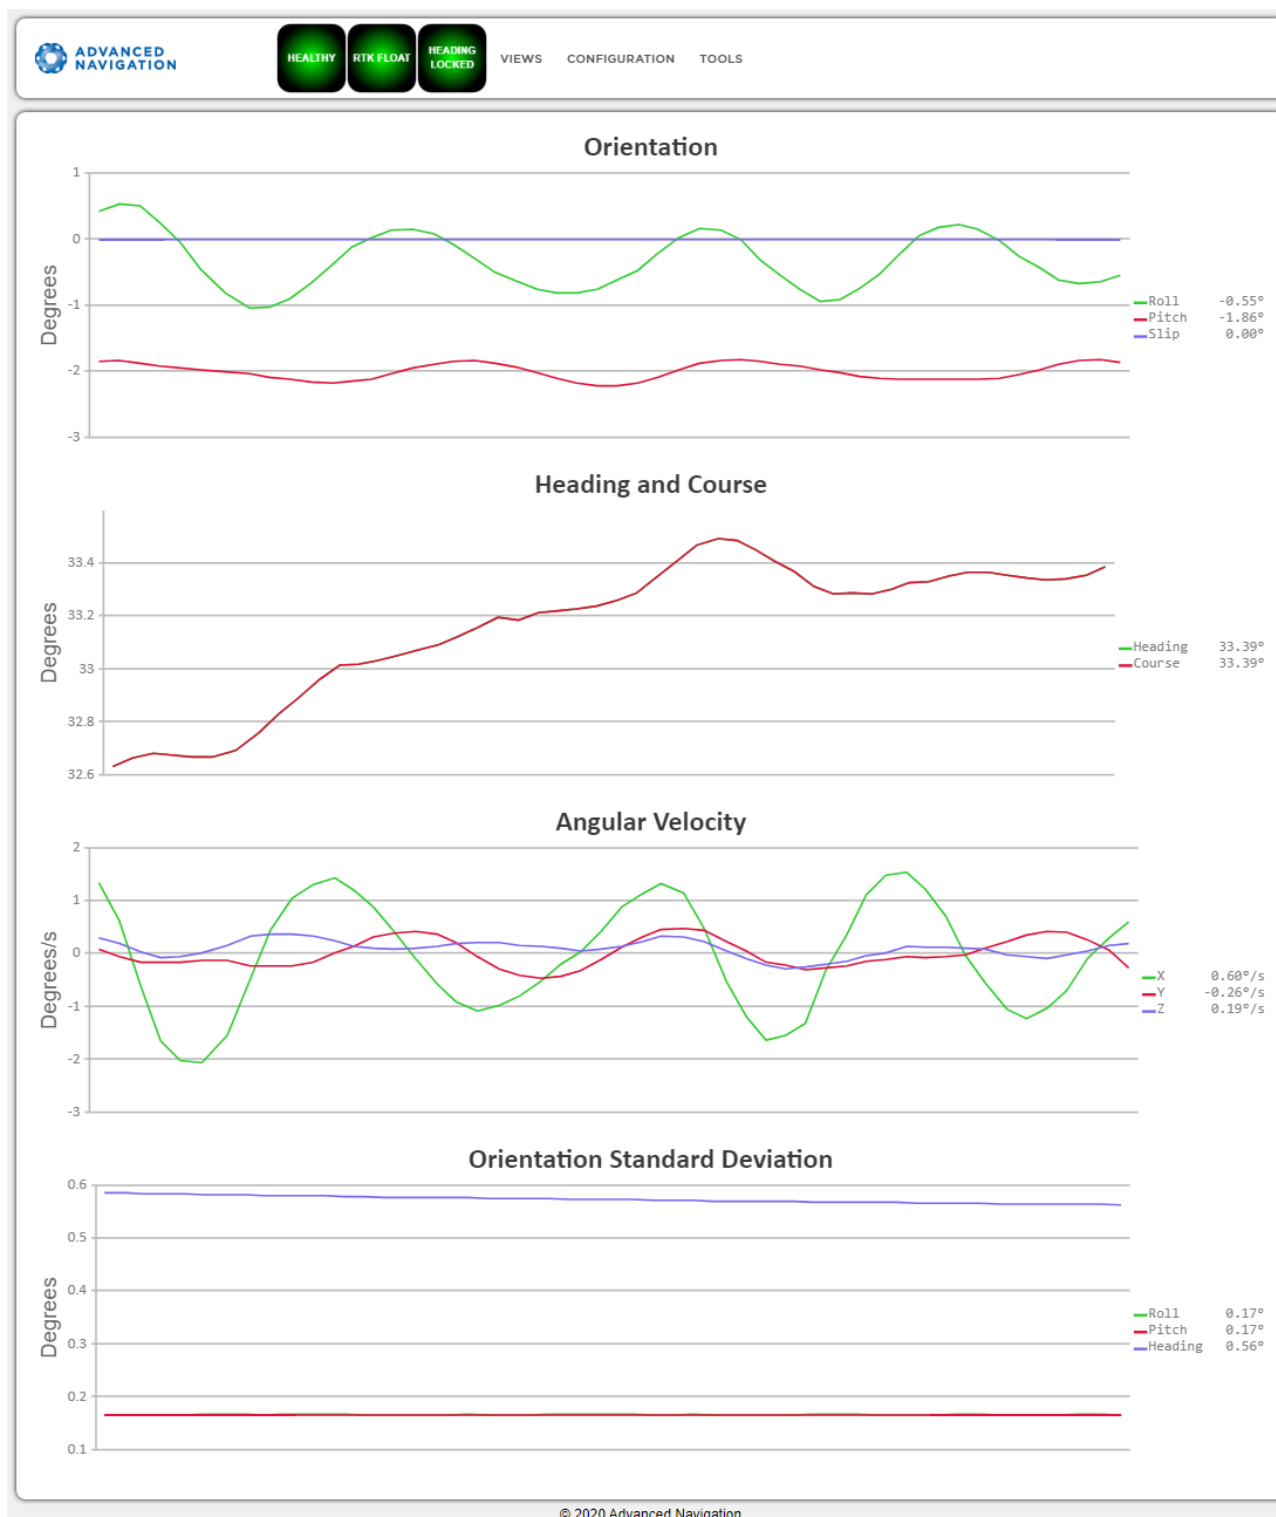 ADVANCED
NAVIGATION
HEALTHY
RTK FLOAT
HEADING
LOCKED
VIEWS
CONFIGURATION
TOOLS
Orientation
1
0
-1
-2
-3
Degrees
Roll -0.55°
Pitch -1.86°
Slip 0.00°
Heading and Course
33.4
33.2
33
32.8
32.6
Degrees
Heading 33.39°
Course 33.39°
Angular Velocity
2
1
0
-1
-2
-3
Degrees/s
X 0.60°/s
Y -0.26°/s
Z 0.19°/s
Orientation Standard Deviation
0.6
0.5
0.4
0.3
0.2
0.1
Degrees
Roll 0.17°
Pitch 0.17°
Heading 0.56°
© 2020 Advanced Navigation